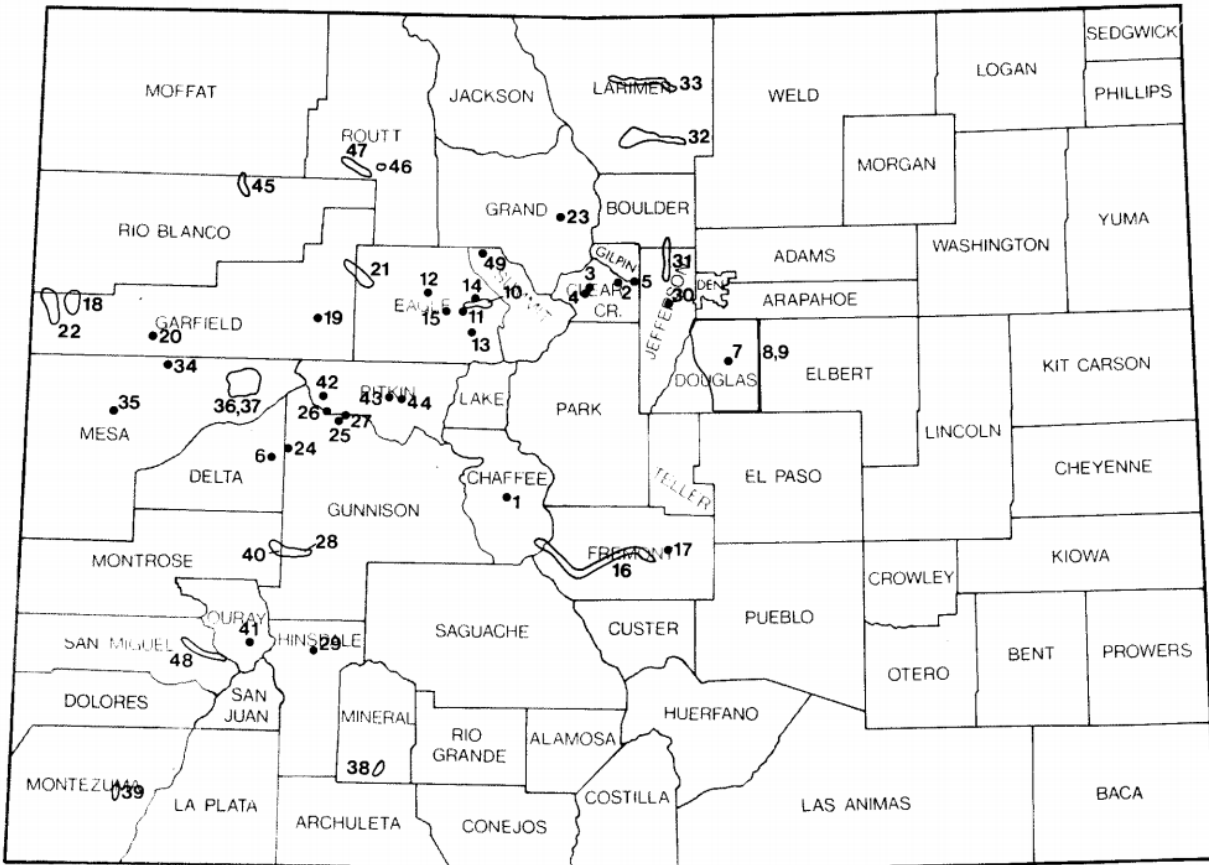 SEDGWICK
LOGAN
MOFFAT
JACKSON
LARIMER
33
WELD
PHILLIPS
ROUTT
32
47
46
MORGAN
45
GRAND
23
BOULDER
YUMA
RIO BLANCO
WASHINGTON
GILPIN
ADAMS
49
31
21
12
3
5
SUMMIT
DEN
18
14
10
4
2
CLEAR
CR.
30
ARAPAHOE
EAGLE
22
GARFIELD
19
15
11
JEFFERSON
20
13
7
8,9
34
DOUGLAS
ELBERT
KIT CARSON
42
PITKIN
43
44
LAKE
PARK
35
36,37
26
27
25
MESA
LINCOLN
6
24
DELTA
CHAFFEE
TELLER
EL PASO
CHEYENNE
1
GUNNISON
28
40
MONTROSE
FREMONT
17
16
KIOWA
CROWLEY
OURAY
PUEBLO
41
HINSDALE
29
SAGUACHE
CUSTER
SAN MIGUEL
48
BENT
PROWERS
OTERO
DOLORES
SAN
JUAN
MINERAL
RIO
GRANDE
ALAMOSA
HUERFANO
38
MONTEZUMA
39
LA PLATA
COSTILLA
LAS ANIMAS
BACA
ARCHULETA
CONEJOS